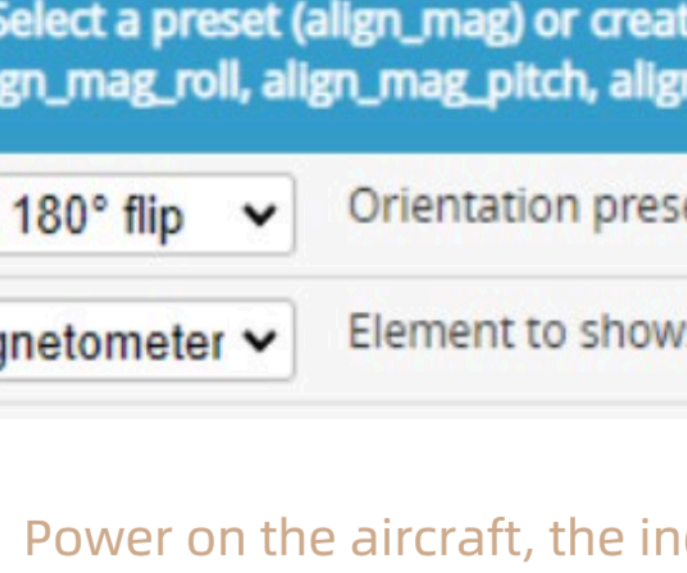 Select a preset (align_mag) or creat
gn_mag_roll, align_mag_pitch, align
180° flip
Orientation prese
gnetometer
Element to show:
Power on the aircraft, the in